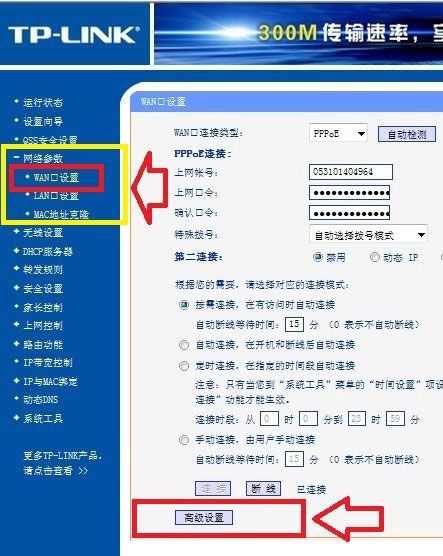 TP-LINK®
300M 传输速率，
· 运行状态
· 设置向导
· QSS安全设置
- 网络参数
· WAN口设置
· LAN口设置
· MAC地址克隆
+ 无线设置
+ DHCP服务器
+ 转发规则
+ 安全设置
+ 家长控制
+ 上网控制
+ 路由功能
+ IP带宽控制
+ IP与MAC绑定
· 动态DNS
+ 系统工具
更多TP-LINK产品，
请点击查看 >>
WAN口设置
WAN口连接类型： PPPoE 自动检测
PPPoE连接：
上网帐号： 053101404964
上网口令： ●●●●●●●●●●●●●
确认口令： ●●●●●●●●●●●●●
特殊拨号： 自动选择拨号模式
第二连接： 禁用 动态 IP
根据您的需要，请选择对应的连接模式：
按需连接，在有访问时自动连接
自动断线等待时间： 15 分 （0 表示不自动断线）
自动连接，在开机和断线后自动连接
定时连接，在指定的时间段自动连接
注意：只有当您到“系统工具”菜单的“时间设置”项设
连接”功能才能生效。
连接时段：从 0 时 0 分到 23 时 59 分
手动连接，由用户手动连接
自动断线等待时间： 15 分 （0 表示不自动断线）
连 接 断 线 已连接
高级设置